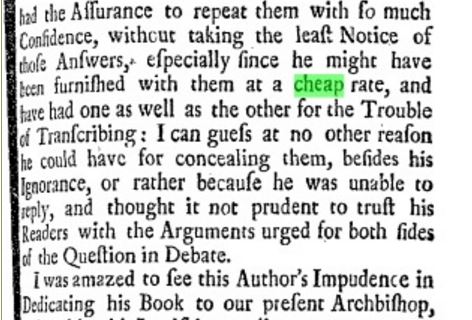 had the Aſſurance to repeat them with ſo much
Confidence, without taking the leaſt Notice of
thoſe Anſwers, eſpecially ſince he might have
been furniſhed with them at a cheap rate, and
have had one as well as the other for the Trouble
of Tranſcribing: I can gueſs at no other reaſon
he could have for concealing them, beſides his
Ignorance, or rather becauſe he was unable to
reply, and thought it not prudent to truſt his
Readers with the Arguments urged for both ſides
of the Queſtion in Debate.
I was amazed to ſee this Author's Impudence in
Dedicating his Book to our preſent Archbiſhop,